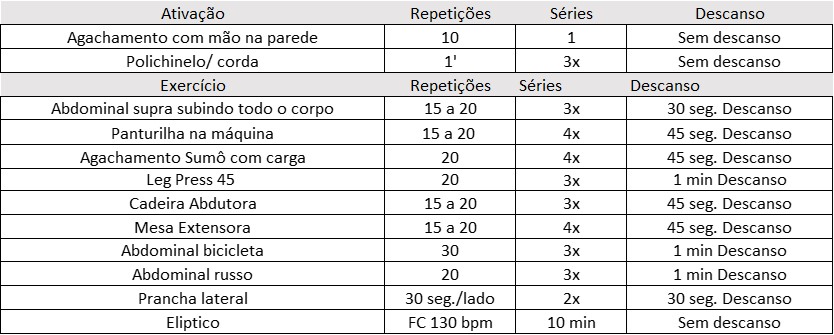 Ativação Repetições Séries Descanso
Agachamento com mão na parede 10 1 Sem descanso
Polichinelo/ corda 1' 3x Sem descanso
Exercício Repetições Séries Descanso
Abdominal supra subindo todo o corpo 15 a 20 3x 30 seg. Descanso
Panturilha na máquina 15 a 20 4x 45 seg. Descanso
Agachamento Sumô com carga 20 4x 45 seg. Descanso
Leg Press 45 20 3x 1 min Descanso
Cadeira Abdutora 15 a 20 3x 45 seg. Descanso
Mesa Extensora 15 a 20 4x 45 seg. Descanso
Abdominal bicicleta 30 3x 1 min Descanso
Abdominal russo 20 3x 1 min Descanso
Prancha lateral 30 seg./lado 2x 30 seg. Descanso
Eliptico FC 130 bpm 10 min Sem descanso